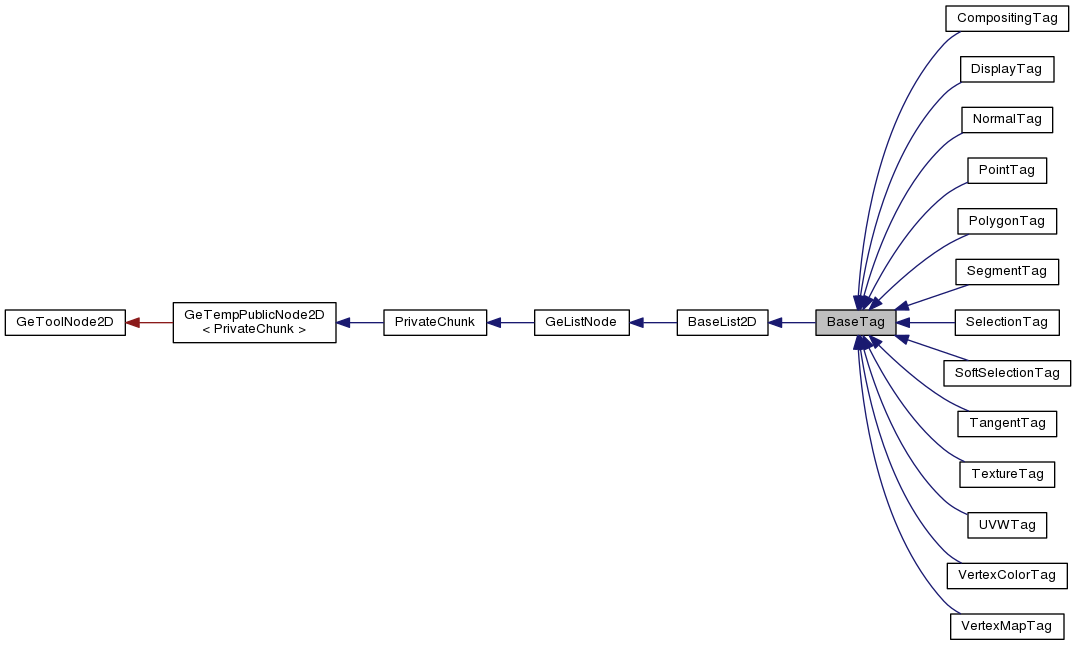 CompositingTag
DisplayTag
NormalTag
PointTag
PolygonTag
SegmentTag
GeToolNode2D
GeTempPublicNode2D
< PrivateChunk >
PrivateChunk
GeListNode
BaseList2D
BaseTag
SelectionTag
SoftSelectionTag
TangentTag
TextureTag
UVWTag
VertexColorTag
VertexMapTag